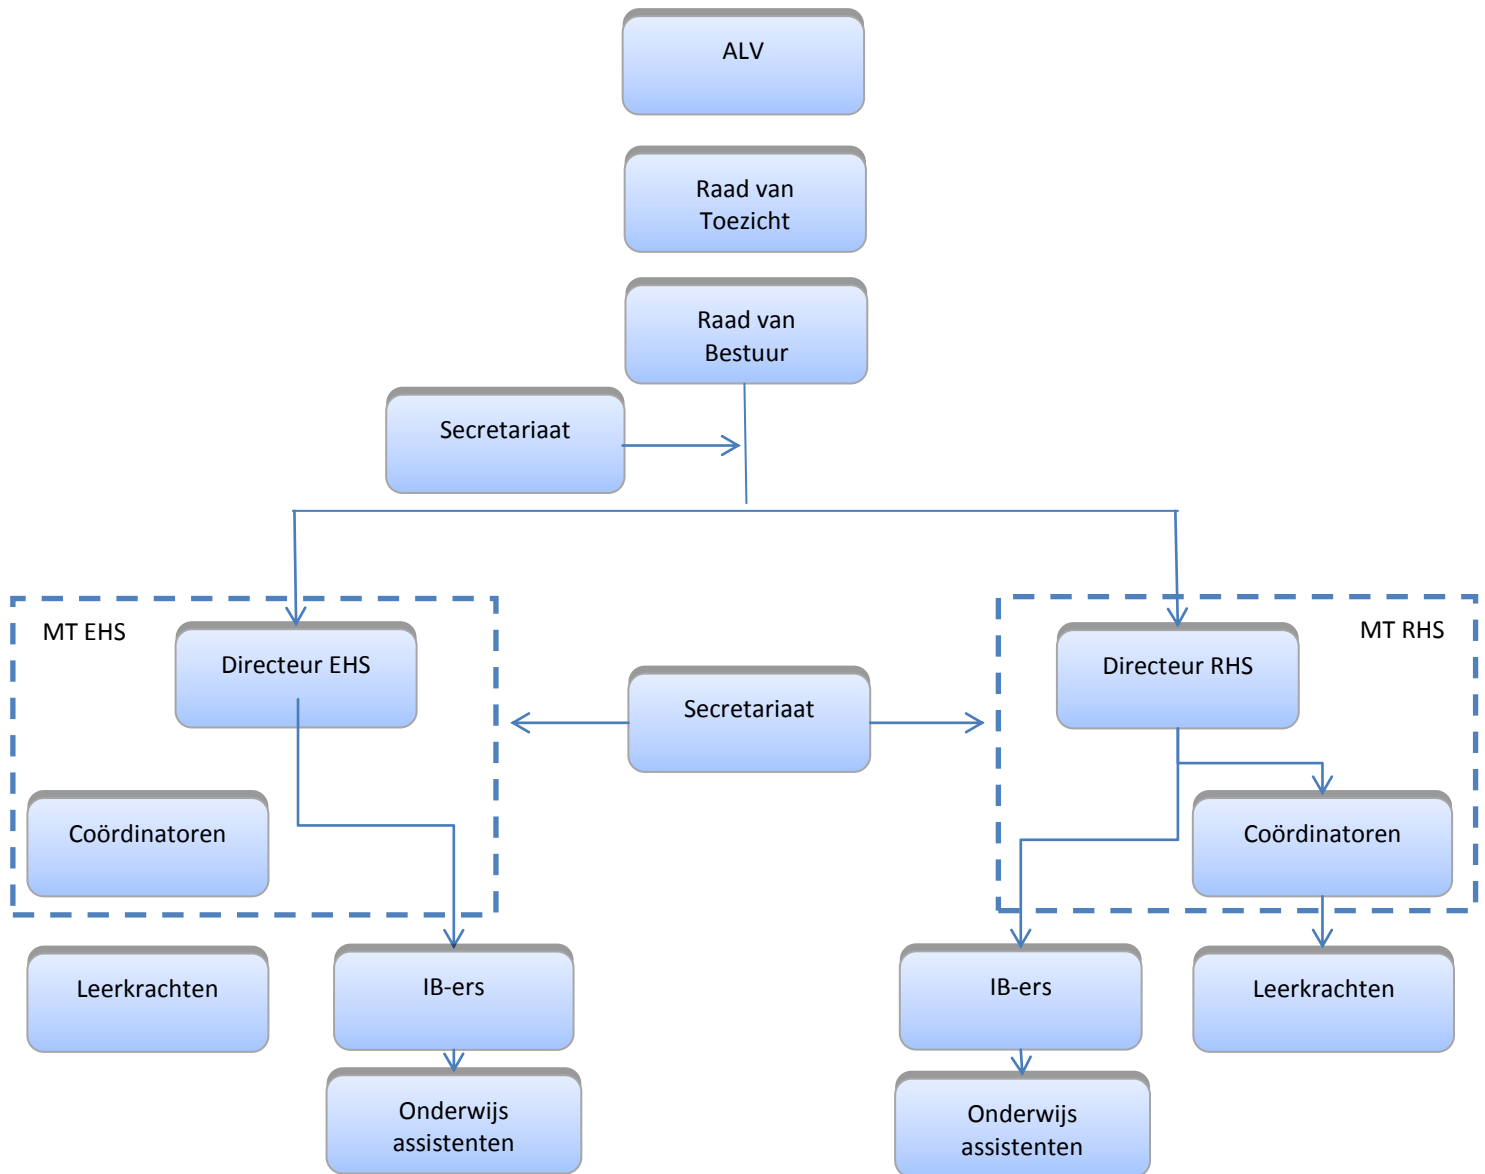 ALV
Raad van
Toezicht
Raad van
Bestuur
Secretariaat
MT EHS
Directeur EHS
Secretariaat
Directeur RHS
MT RHS
Coördinatoren
Coördinatoren
Leerkrachten
IB-ers
IB-ers
Leerkrachten
Onderwijs
assistenten
Onderwijs
assistenten